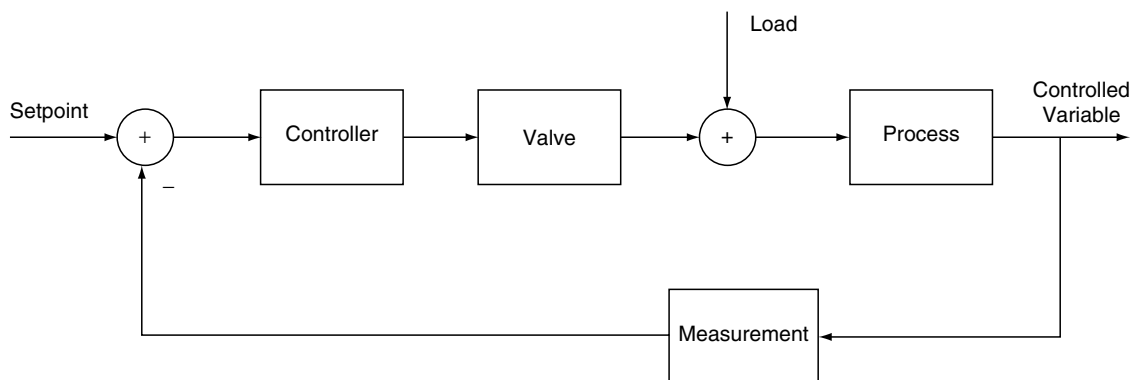 Load
Setpoint
+
Controller
Valve
+
Process
Controlled
Variable
–
Measurement